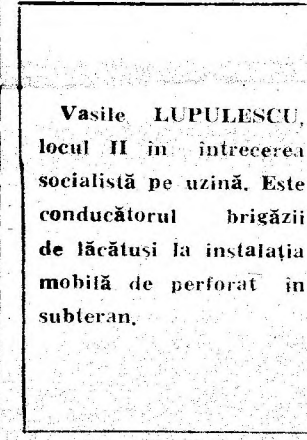 Vasile LUPULESCU,
locul II în întrecerea
socialistă pe uzină. Este
conducătorul brigăzii
de lăcătuși la instalația
mobilă de perforat în
subteran.